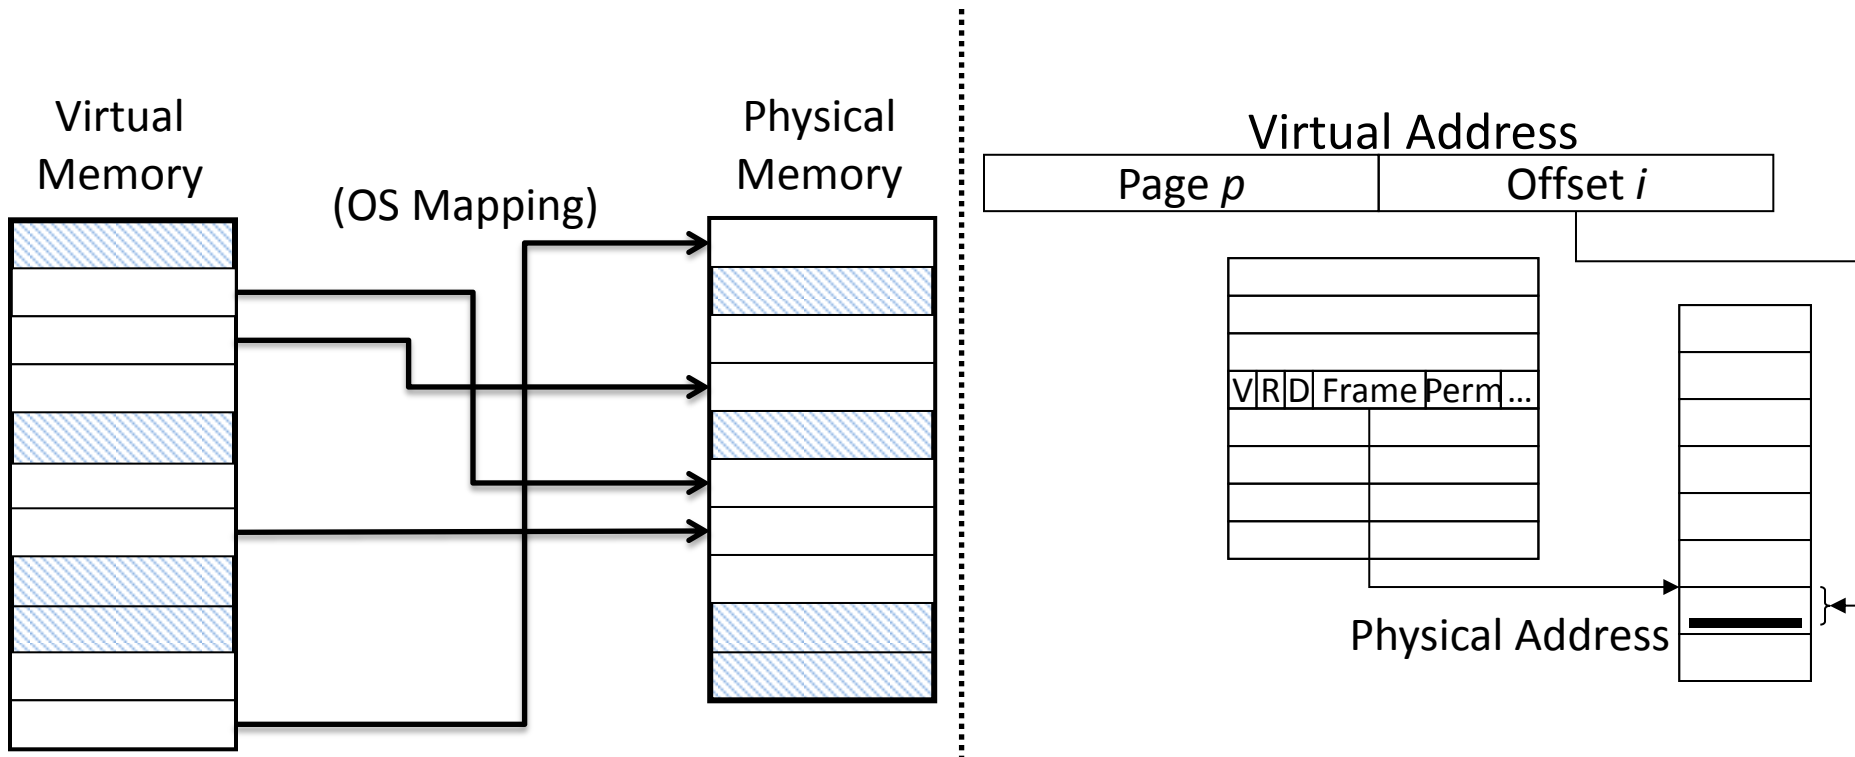 Virtual
Memory
(OS Mapping)
Physical
Memory
Virtual Address
Page p
Offset i
V R D Frame Perm ...
Physical Address